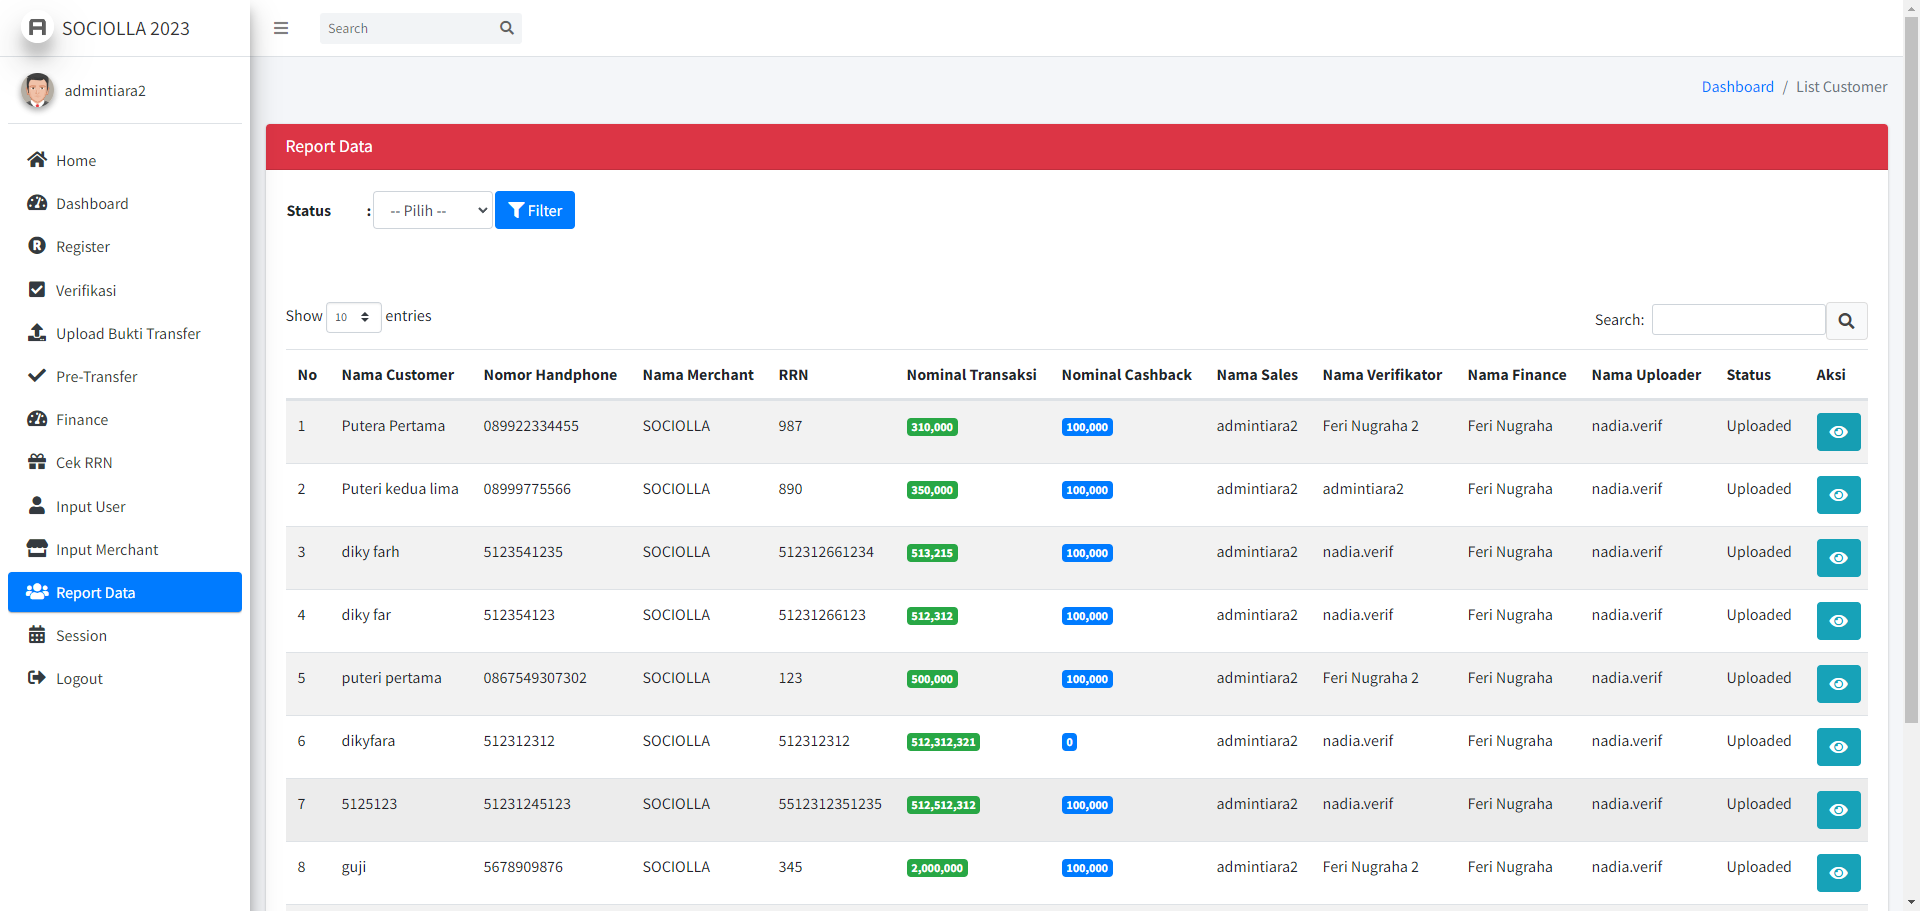 SOCIOLLA 2023
Search
admintiara2
Dashboard / List Customer
Home
Dashboard
Register
Verifikasi
Upload Bukti Transfer
Pre-Transfer
Finance
Cek RRN
Input User
Input Merchant
Report Data
Session
Logout
Report Data
Status : -- Pilih -- Filter
Show 10 entries
Search:
No Nama Customer Nomor Handphone Nama Merchant RRN Nominal Transaksi Nominal Cashback Nama Sales Nama Verifikator Nama Finance Nama Uploader Status Aksi
1 Putera Pertama 089922334455 SOCIOLLA 987 310,000 100,000 admintiara2 Feri Nugraha 2 Feri Nugraha nadia.verif Uploaded
2 Puteri kedua lima 08999775566 SOCIOLLA 890 350,000 100,000 admintiara2 admintiara2 Feri Nugraha nadia.verif Uploaded
3 diky farh 5123541235 SOCIOLLA 512312661234 513,215 100,000 admintiara2 nadia.verif Feri Nugraha nadia.verif Uploaded
4 diky far 512354123 SOCIOLLA 51231266123 512,312 100,000 admintiara2 nadia.verif Feri Nugraha nadia.verif Uploaded
5 puteri pertama 0867549307302 SOCIOLLA 123 500,000 100,000 admintiara2 Feri Nugraha 2 Feri Nugraha nadia.verif Uploaded
6 dikyfara 512312312 SOCIOLLA 512312312 512,312,321 0 admintiara2 nadia.verif Feri Nugraha nadia.verif Uploaded
7 5125123 51231245123 SOCIOLLA 5512312351235 512,512,312 100,000 admintiara2 nadia.verif Feri Nugraha nadia.verif Uploaded
8 guji 5678909876 SOCIOLLA 345 2,000,000 100,000 admintiara2 Feri Nugraha 2 Feri Nugraha nadia.verif Uploaded